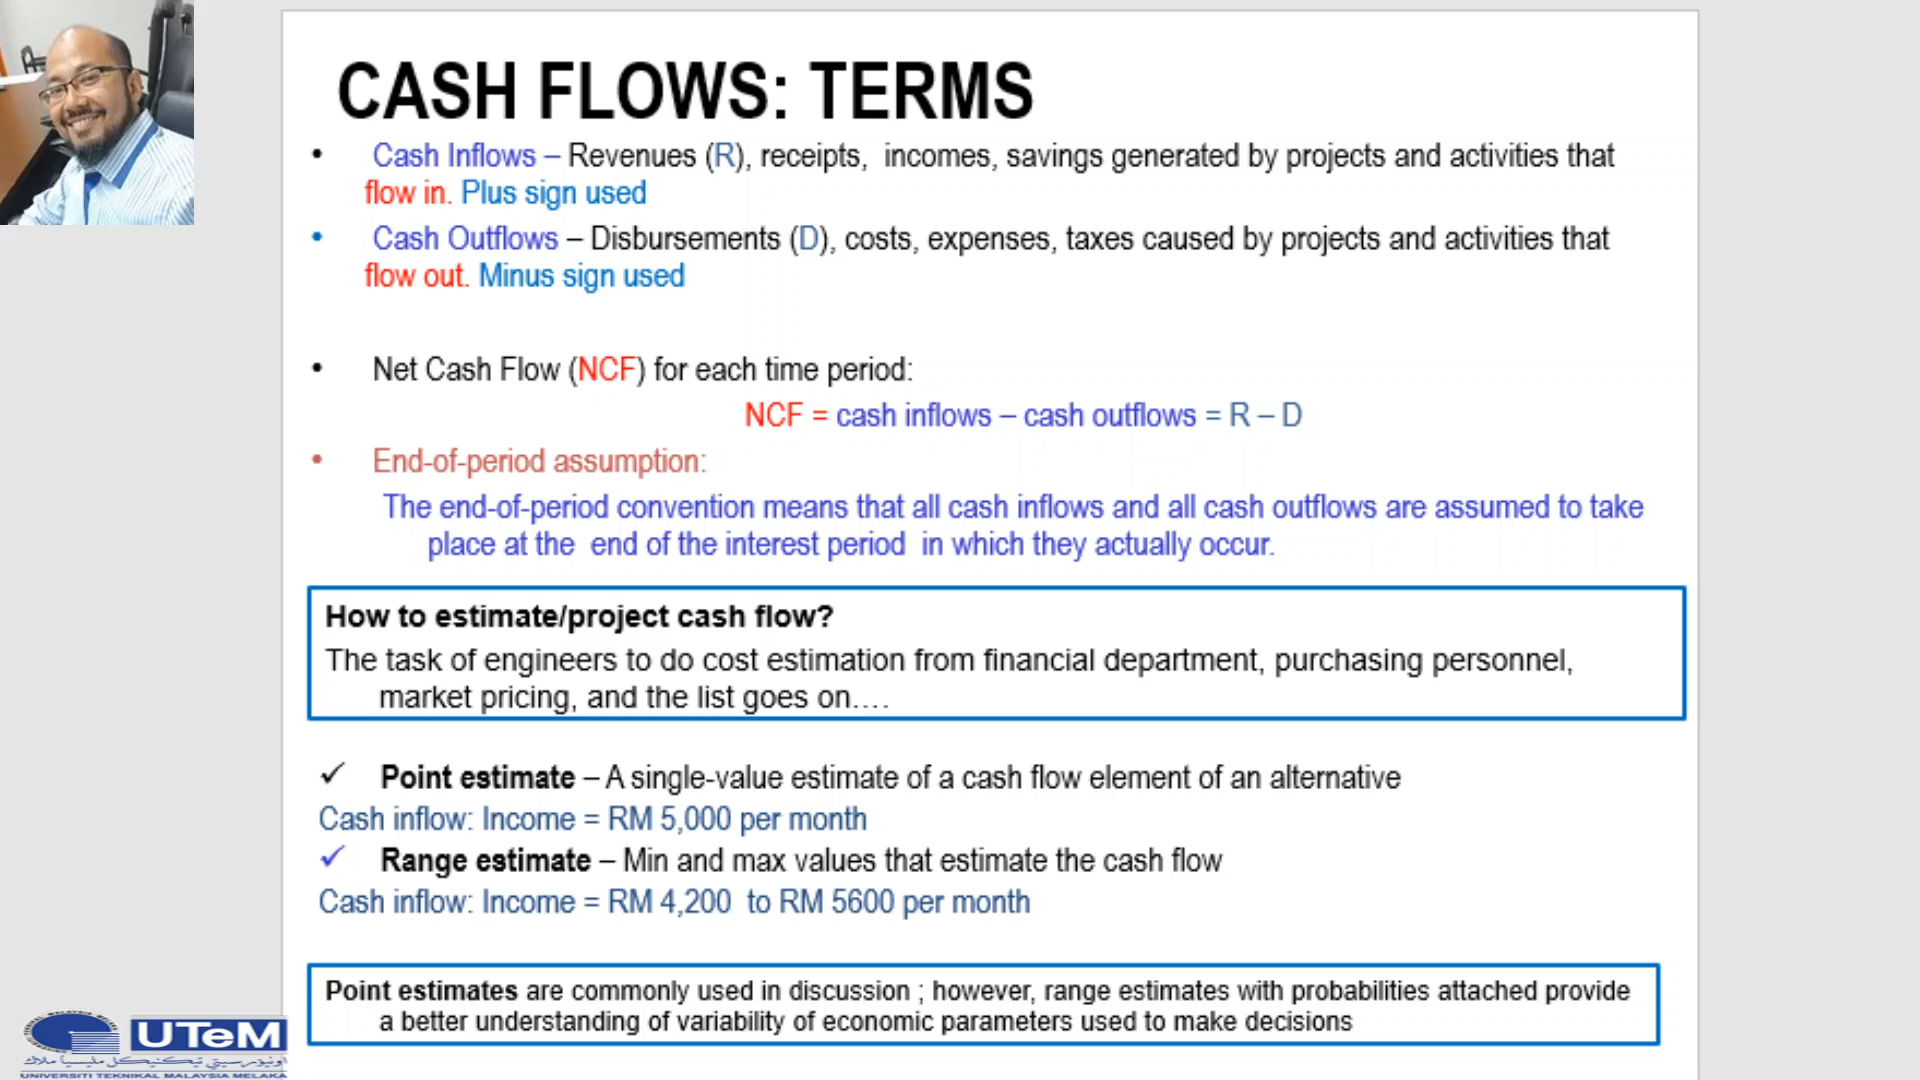 CASH FLOWS: TERMS
• Cash Inflows – Revenues (R), receipts, incomes, savings generated by projects and activities that
flow in. Plus sign used
• Cash Outflows – Disbursements (D), costs, expenses, taxes caused by projects and activities that
flow out. Minus sign used
• Net Cash Flow (NCF) for each time period:
NCF = cash inflows – cash outflows = R – D
• End-of-period assumption:
The end-of-period convention means that all cash inflows and all cash outflows are assumed to take
place at the end of the interest period in which they actually occur.
How to estimate/project cash flow?
The task of engineers to do cost estimation from financial department, purchasing personnel,
market pricing, and the list goes on….
✓ Point estimate – A single-value estimate of a cash flow element of an alternative
Cash inflow: Income = RM 5,000 per month
✓ Range estimate – Min and max values that estimate the cash flow
Cash inflow: Income = RM 4,200 to RM 5600 per month
Point estimates are commonly used in discussion ; however, range estimates with probabilities attached provide
a better understanding of variability of economic parameters used to make decisions
UTeM
اونيۏرسيتي تيكنيكل مليسيا ملاك
UNIVERSITI TEKNIKAL MALAYSIA MELAKA